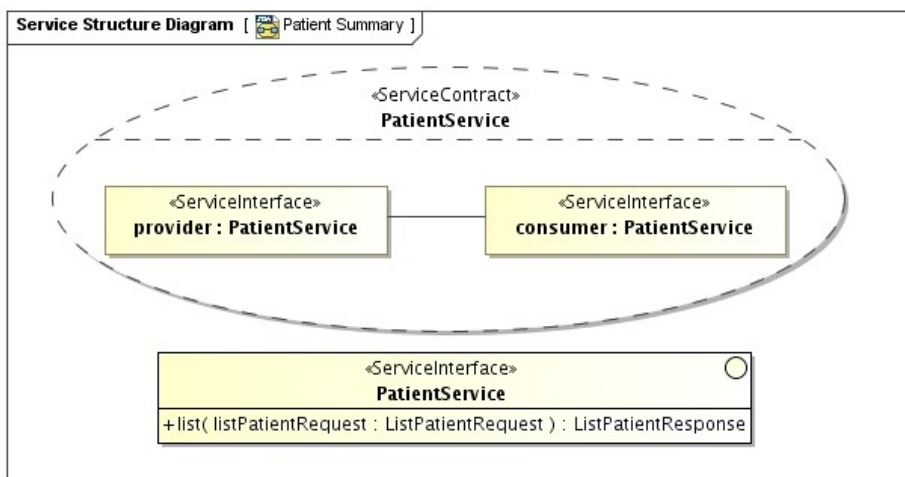 Service Structure Diagram [ Patient Summary ]
«ServiceContract»
PatientService
«ServiceInterface»
provider : PatientService
«ServiceInterface»
consumer : PatientService
«ServiceInterface»
PatientService
+list( listPatientRequest : ListPatientRequest ) : ListPatientResponse